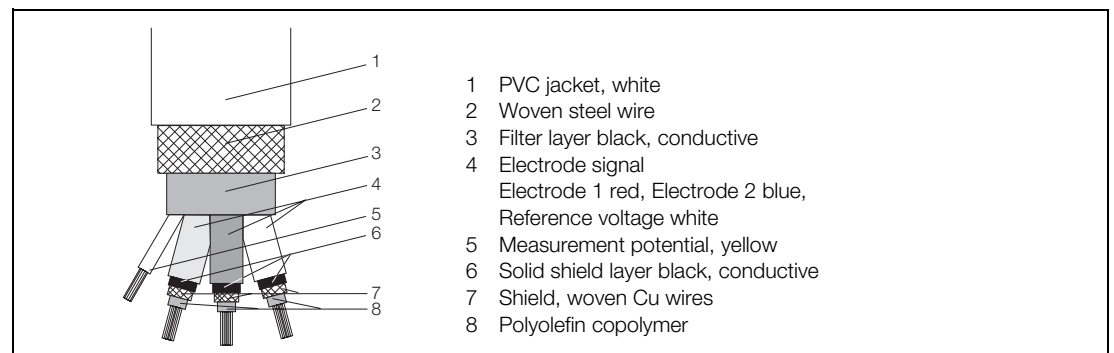 1
2
3
4
5
6
7
8
1 PVC jacket, white
2 Woven steel wire
3 Filter layer black, conductive
4 Electrode signal
Electrode 1 red, Electrode 2 blue,
Reference voltage white
5 Measurement potential, yellow
6 Solid shield layer black, conductive
7 Shield, woven Cu wires
8 Polyolefin copolymer